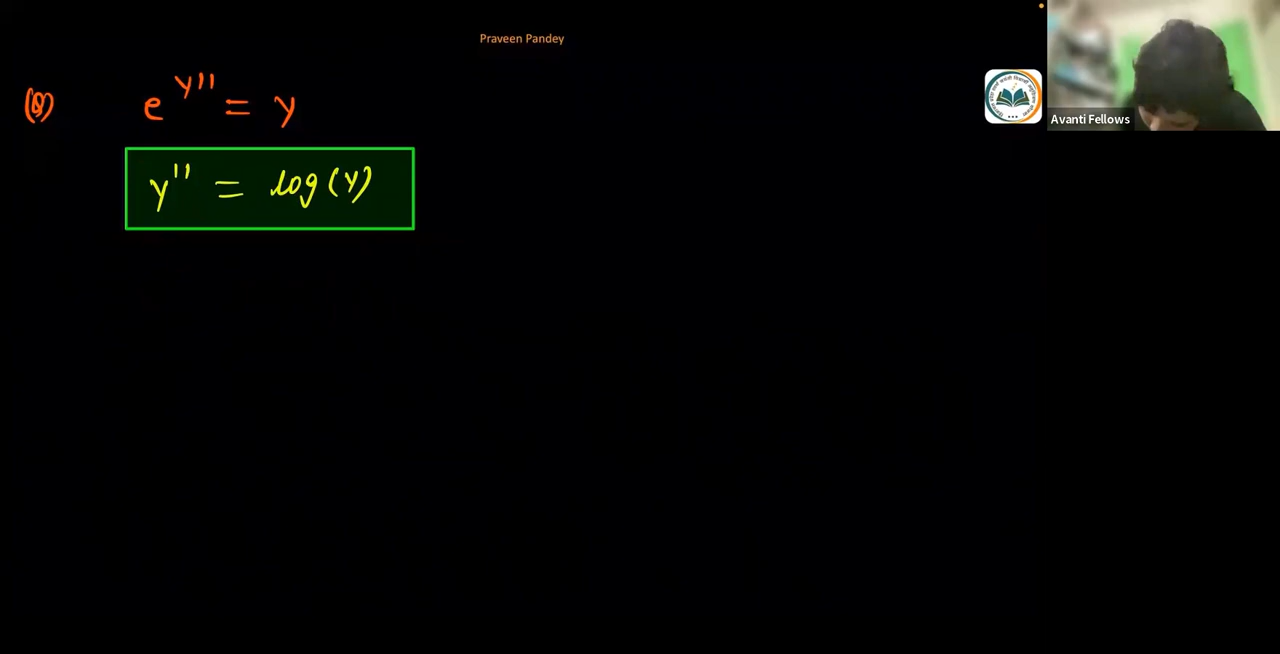 Praveen Pandey
(Q) e^y'' = y
y'' = log(y)
Avanti Fellows